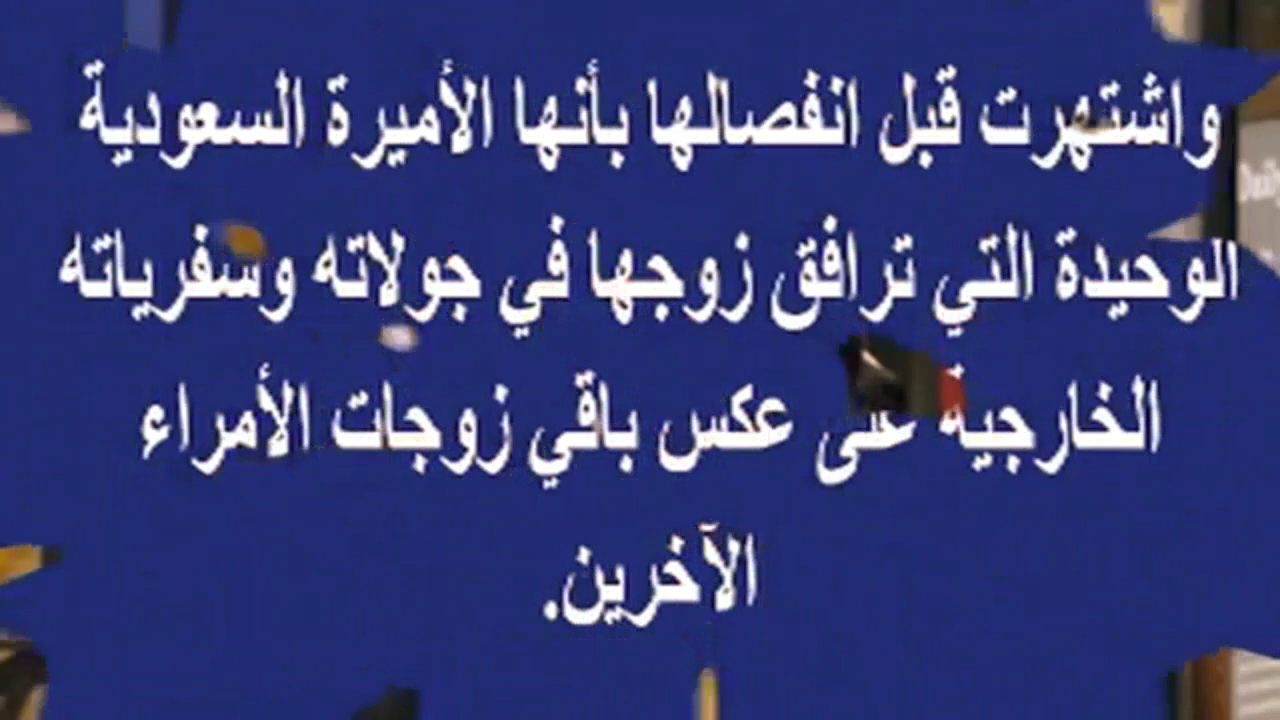 واشتهرت قبل انفصالها بأنها الأميرة السعودية
الوحيدة التي ترافق زوجها في جولاته وسفرياته
الخارجية على عكس باقي زوجات الأمراء
الآخرين.